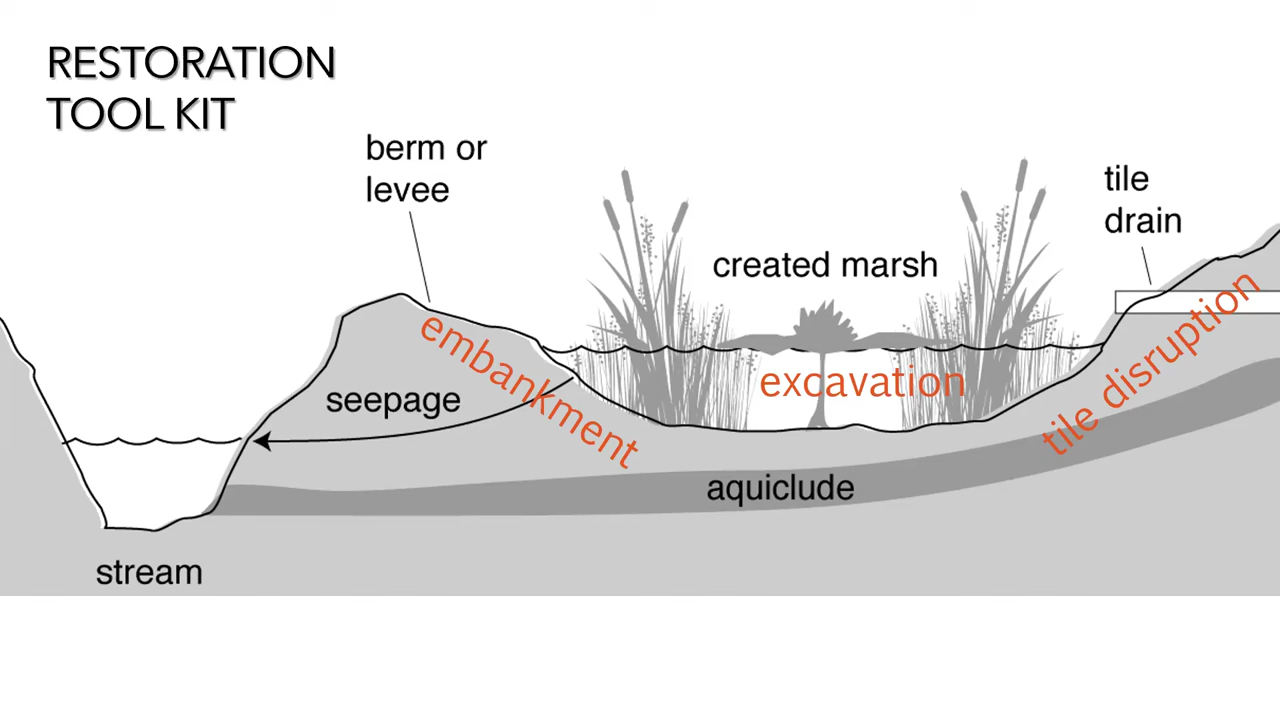 RESTORATION
TOOL KIT
berm or
levee
tile
drain
created marsh
embankment
excavation
tile disruption
seepage
aquiclude
stream